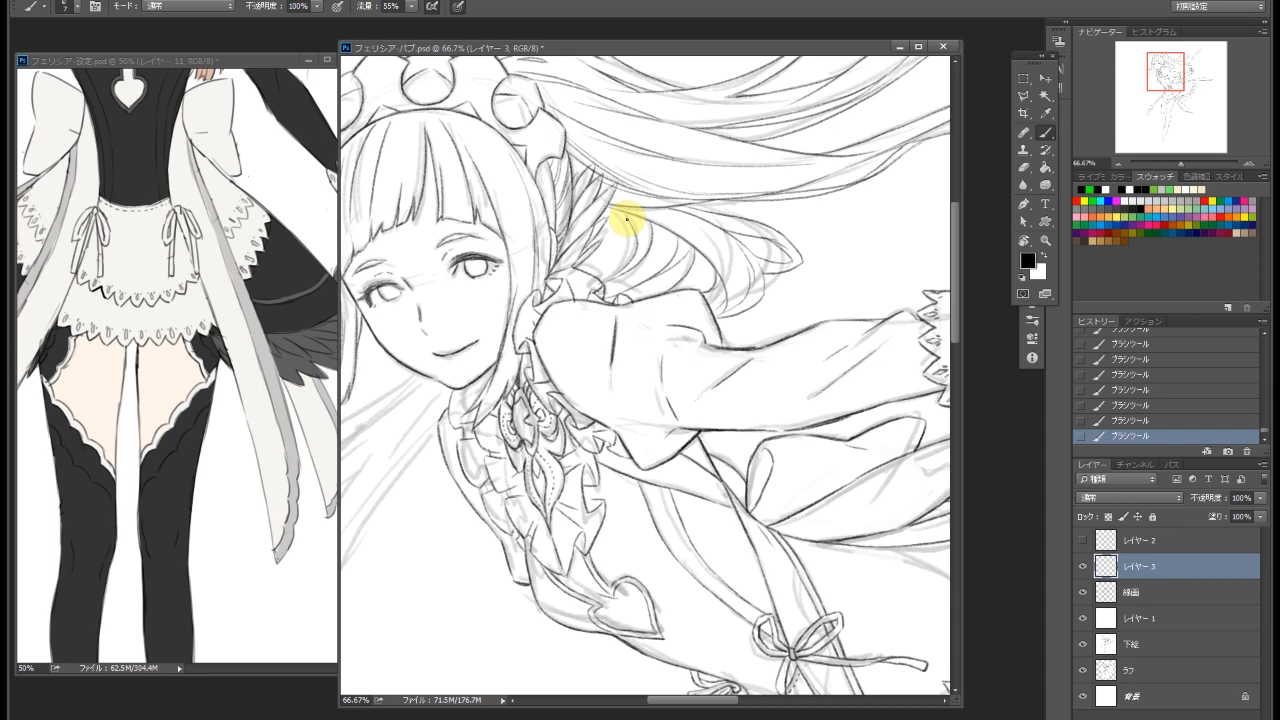 モード： 通常 不透明度： 100% 流量： 55% 初期設定
フェリシア-設定.psd @ 50% (レイヤー 11, RGB/8) *
フェリシア-パブ.psd @ 66.7% (レイヤー 3, RGB/8) *
ナビゲーター ヒストグラム
66.67%
カラー スウォッチ 色調補正 スタイル
ヒストリー アクション
ブラシツール
ブラシツール
ブラシツール
ブラシツール
ブラシツール
ブラシツール
ブラシツール
ブラシツール
レイヤー チャンネル パス
種類
通常 不透明度： 100%
ロック： 塗り： 100%
レイヤー 2
レイヤー 3
線画
レイヤー 1
下絵
ラフ
背景
50% ファイル : 62.5M/304.4M
66.67% ファイル : 71.5M/176.7M